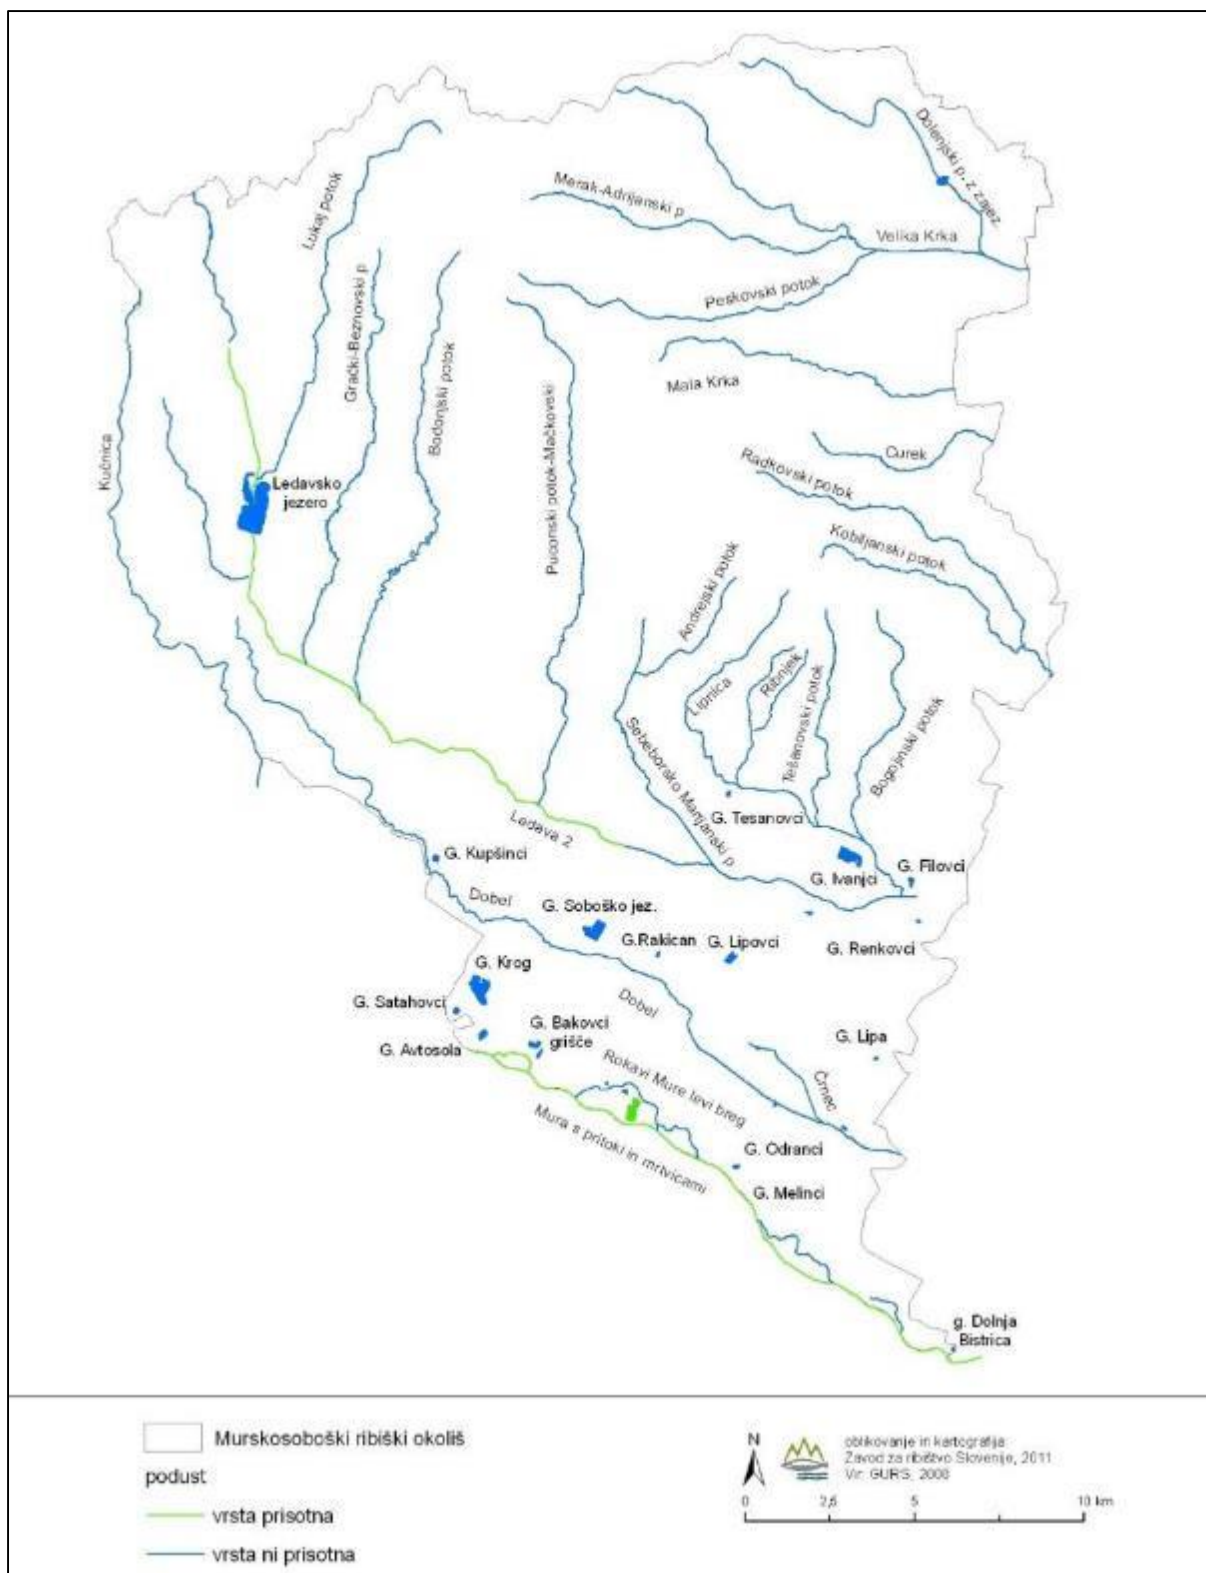 Dolenjski p. z zajez.
Lukaj potok
Merak-Adrijanski p
Velika Krka
Grački-Beznovski p
Peskovski potok
Bodonjski potok
Mala Krka
Kučnica
Puconski potok-Mačkovski
Curek
Radkovski potok
Ledavsko
jezero
Kobiljanski potok
Andrejski potok
Lipnica
Ribnjek
Tešanovski potok
Bogojinski potok
Sebeborsko Martjanski p
G. Tesanovci
Ledava 2
G. Kupšinci
G. Ivanjci
G. Filovci
Dobel
G. Soboško jez.
G.Rakican
G. Lipovci
G. Renkovci
G. Krog
G. Satahovci
Dobel
G. Bakovci
grišče
G. Lipa
G. Avtosola
Rokavi Mure levi breg
Črnec
Mura s pritoki in mrtvicami
G. Odranci
G. Melinci
g. Dolnja
Bistrica
Murskosoboški ribiški okoliš
podust
vrsta prisotna
vrsta ni prisotna
N
oblikovanje in kartografija:
Zavod za ribištvo Slovenije, 2011
Vir: GURS, 2008
0 2,5 5 10 km